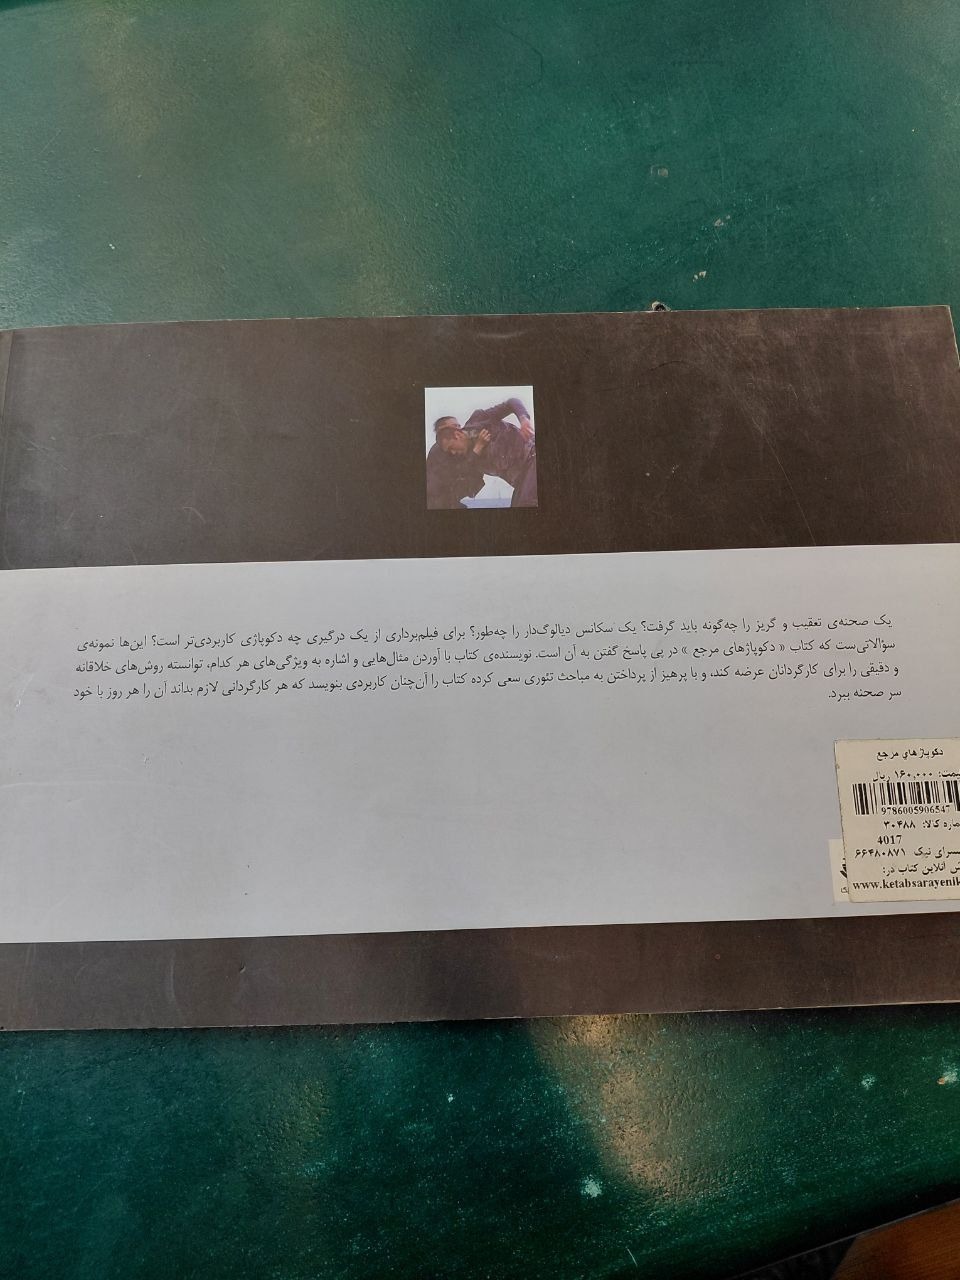 یک صحنه‌ی تعقیب و گریز را چه‌گونه باید گرفت؟ یک سکانس دیالوگ‌دار را چه‌طور؟ برای فیلم‌برداری از یک درگیری چه دکوپاژی کاربردی‌تر است؟ این‌ها نمونه‌ی
سؤالاتی‌ست که کتاب « دکوپاژهای مرجع » در پی پاسخ گفتن به آن است. نویسنده‌ی کتاب با آوردن مثال‌هایی و اشاره به ویژگی‌های هر کدام، توانسته روش‌های خلاقانه
و دقیقی را برای کارگردانان عرضه کند، و با پرهیز از پرداختن به مباحث تئوری سعی کرده کتاب را آن‌چنان کاربردی بنویسد که هر کارگردانی لازم بداند آن را هر روز با خود
سر صحنه ببرد.
دکوپاژهای مرجع
۱۶۰,۰۰۰ ریال
9786005906547
کالا: ۳۰۴۸۸
4017
نیک ۶۶۴۸۰۸۷۱
آنلاین کتاب در:
www.ketabsarayenik